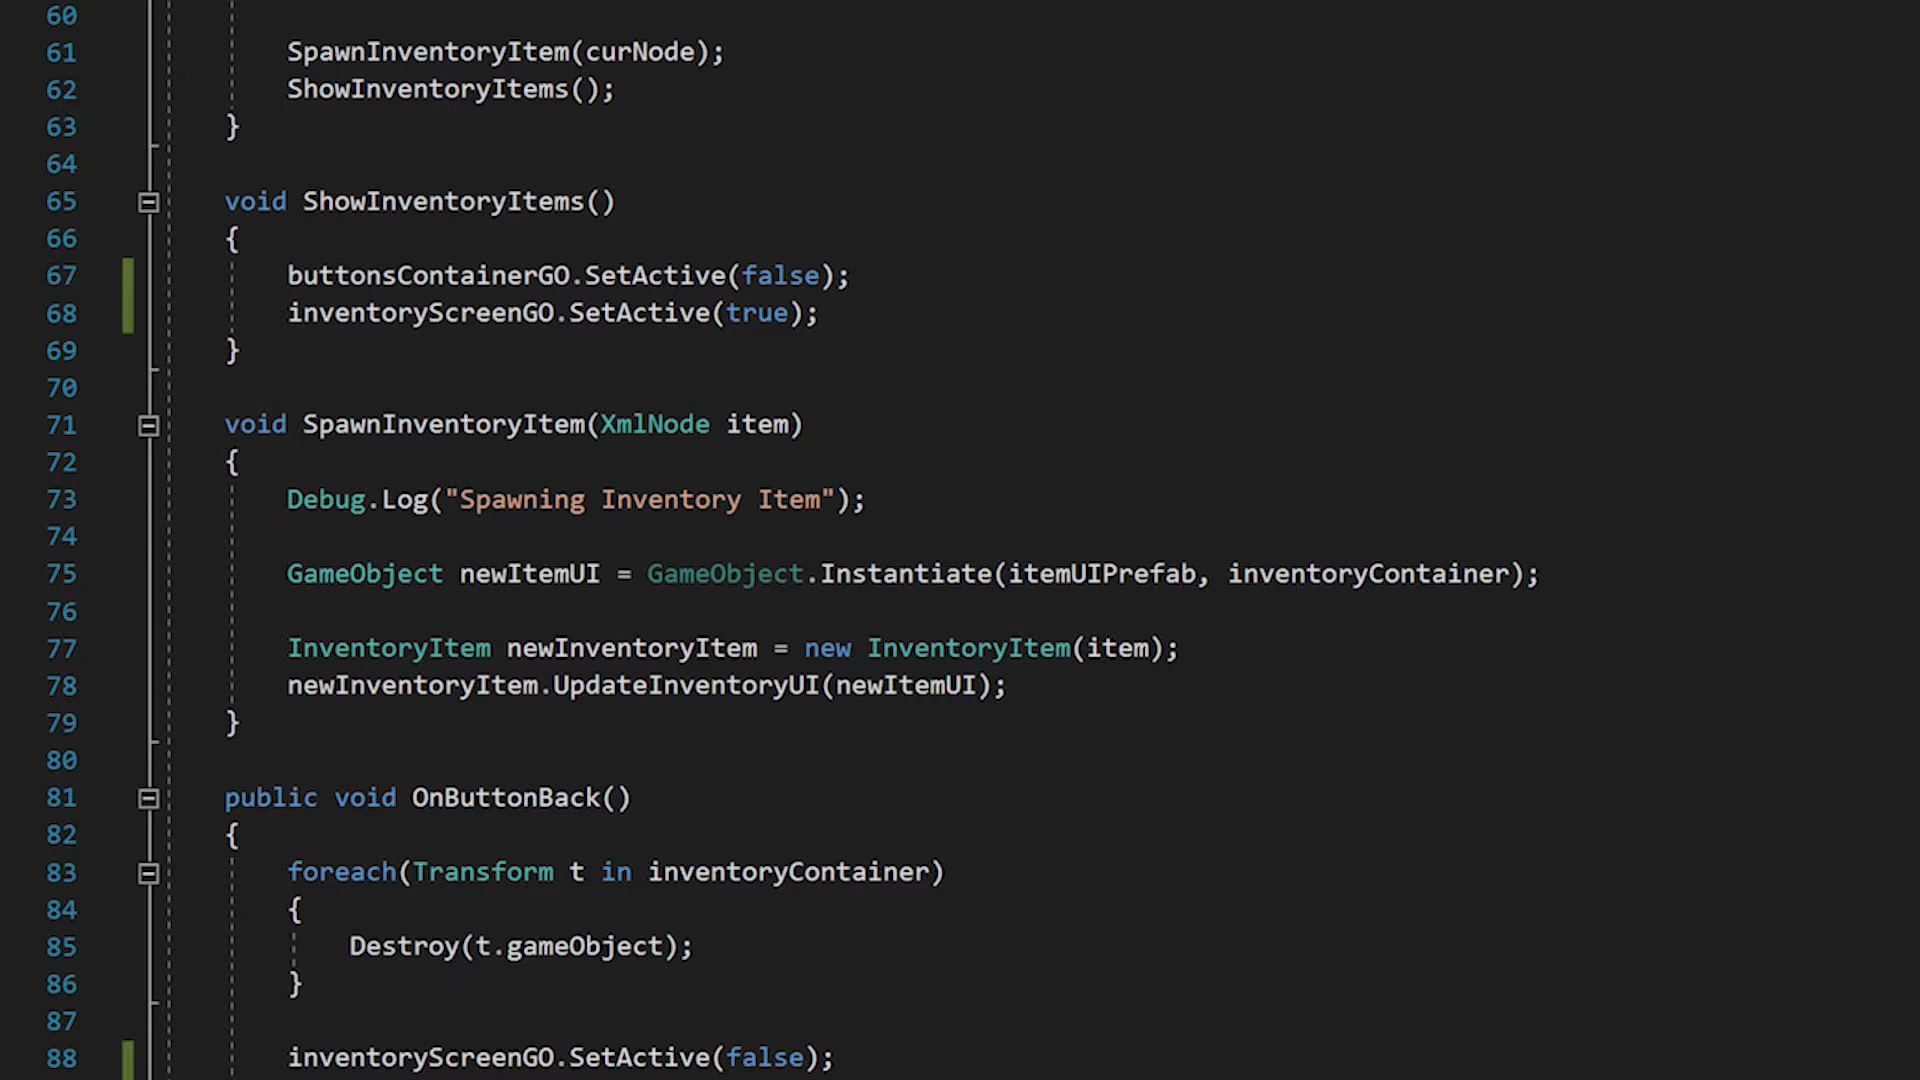 60
61 SpawnInventoryItem(curNode);
62 ShowInventoryItems();
63 }
64
65 void ShowInventoryItems()
66 {
67 buttonsContainerGO.SetActive(false);
68 inventoryScreenGO.SetActive(true);
69 }
70
71 void SpawnInventoryItem(XmlNode item)
72 {
73 Debug.Log("Spawning Inventory Item");
74
75 GameObject newItemUI = GameObject.Instantiate(itemUIPrefab, inventoryContainer);
76
77 InventoryItem newInventoryItem = new InventoryItem(item);
78 newInventoryItem.UpdateInventoryUI(newItemUI);
79 }
80
81 public void OnButtonBack()
82 {
83 foreach(Transform t in inventoryContainer)
84 {
85 Destroy(t.gameObject);
86 }
87
88 inventoryScreenGO.SetActive(false);